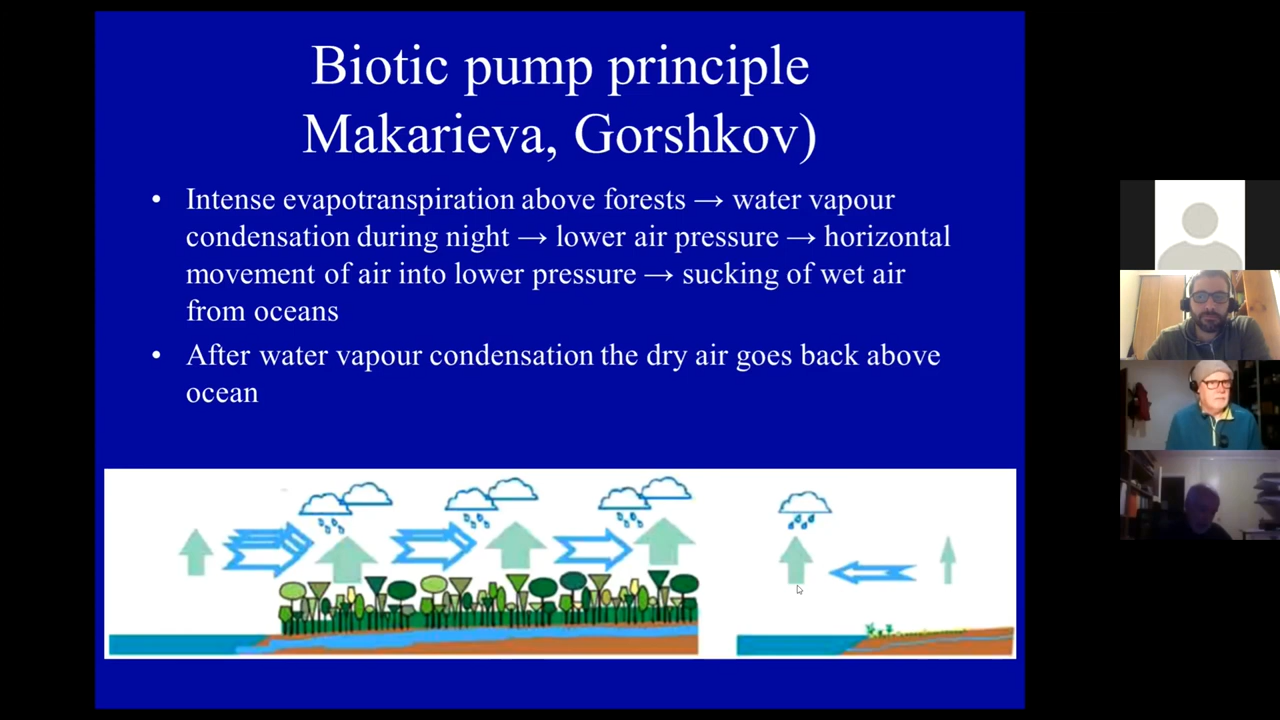 Biotic pump principle
Makarieva, Gorshkov)
• Intense evapotranspiration above forests → water vapour
condensation during night → lower air pressure → horizontal
movement of air into lower pressure → sucking of wet air
from oceans
• After water vapour condensation the dry air goes back above
ocean